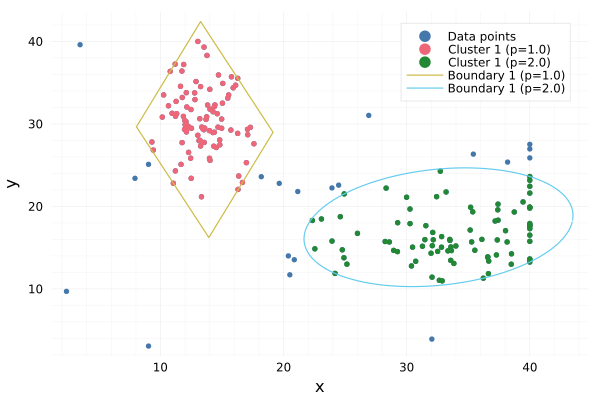 Data points
Cluster 1 (p=1.0)
Cluster 1 (p=2.0)
Boundary 1 (p=1.0)
Boundary 1 (p=2.0)
40
30
20
10
y
10 20 30 40
x